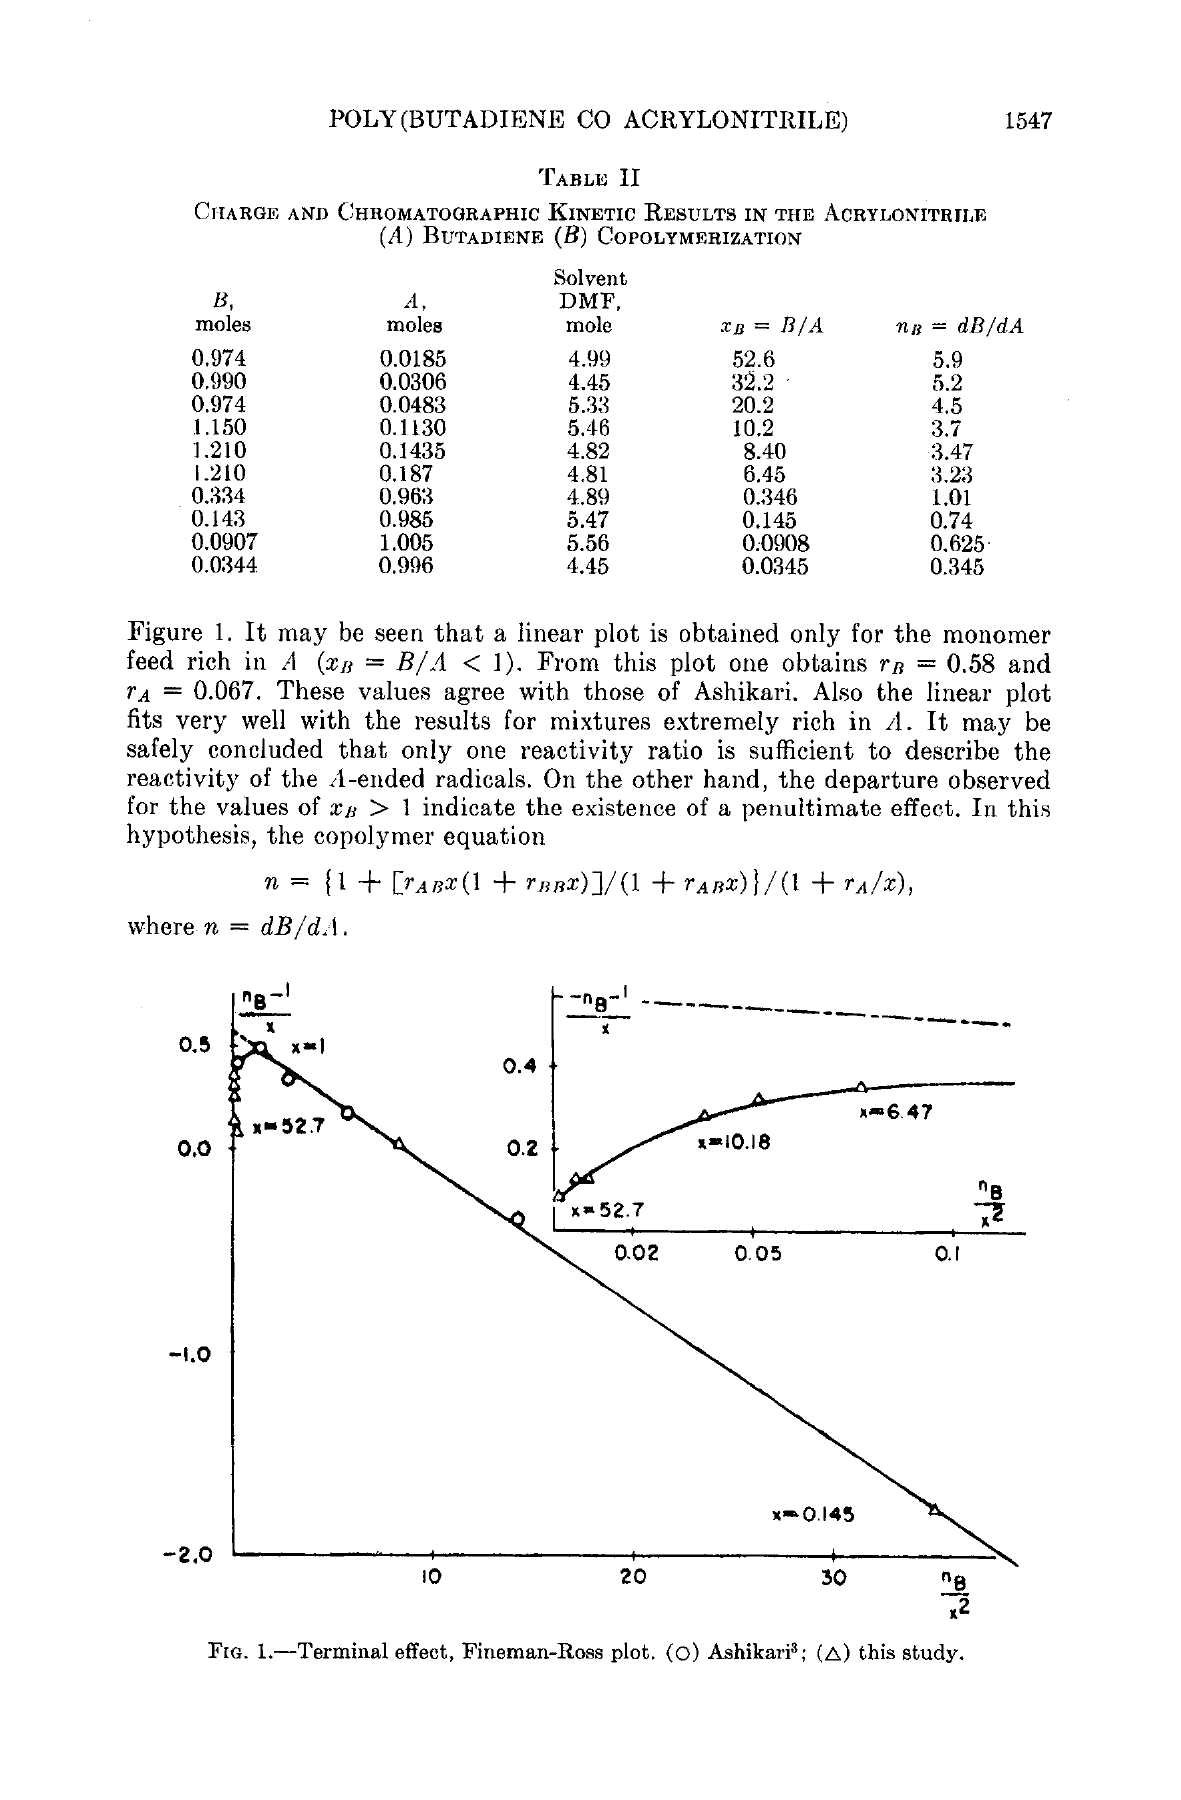 POLY(BUTADIENE CO ACRYLONITRILE) 1547
TABLE II
CHARGE AND CHROMATOGRAPHIC KINETIC RESULTS IN THE ACRYLONITRILE
(A) BUTADIENE (B) COPOLYMERIZATION
B, moles A, moles Solvent DMF, mole x_B = B/A n_B = dB/dA
0.974 0.0185 4.99 52.6 5.9
0.990 0.0306 4.45 32.2 5.2
0.974 0.0483 5.33 20.2 4.5
1.150 0.1130 5.46 10.2 3.7
1.210 0.1435 4.82 8.40 3.47
1.210 0.187 4.81 6.45 3.23
0.334 0.963 4.89 0.346 1.01
0.143 0.985 5.47 0.145 0.74
0.0907 1.005 5.56 0.0908 0.625
0.0344 0.996 4.45 0.0345 0.345
Figure 1. It may be seen that a linear plot is obtained only for the monomer
feed rich in A (x_B = B/A < 1). From this plot one obtains r_B = 0.58 and
r_A = 0.067. These values agree with those of Ashikari. Also the linear plot
fits very well with the results for mixtures extremely rich in A. It may be
safely concluded that only one reactivity ratio is sufficient to describe the
reactivity of the A-ended radicals. On the other hand, the departure observed
for the values of x_B > 1 indicate the existence of a penultimate effect. In this
hypothesis, the copolymer equation
n = {1 + [r_ABx(1 + r_BBx)]/(1 + r_ABx)}/(1 + r_A/x),
where n = dB/dA.
n_B-1
x
0.5
x=1
x=52.7
0.0
-1.0
-2.0
10
20
30
n_B
x²
x=0.145
-n_B-1
x
0.4
0.2
x=6.47
x=10.18
x=52.7
n_B
x²
0.02
0.05
0.1
FIG. 1.—Terminal effect, Fineman-Ross plot. (○) Ashikari³; (△) this study.